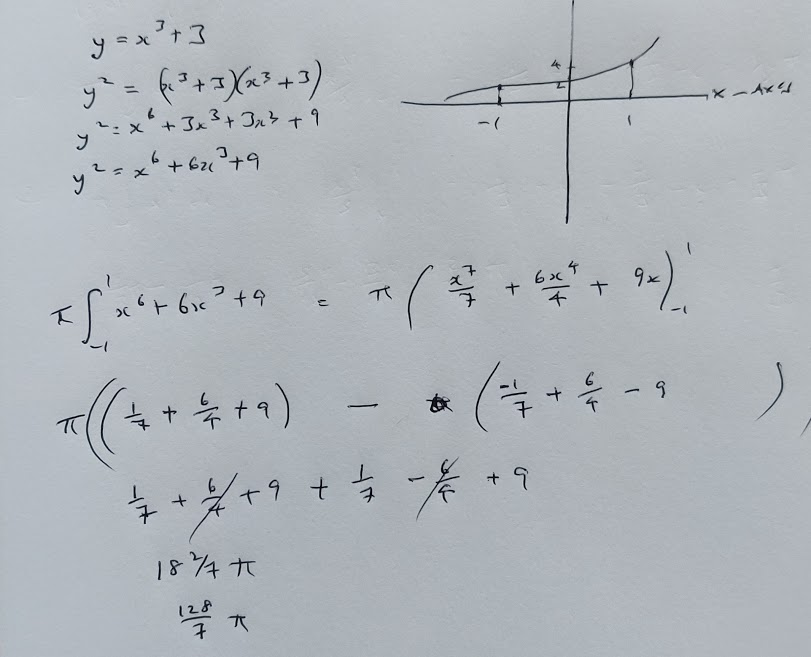 y = x³ + 3
y² = (x³ + 3)(x³ + 3)
y² = x⁶ + 3x³ + 3x³ + 9
y² = x⁶ + 6x³ + 9
4
2
-1 1
x - Axis
π ∫₋₁¹ x⁶ + 6x³ + 9 = π ( x⁷/7 + 6x⁴/4 + 9x )₋₁¹
π (( 1/7 + 6/4 + 9 ) - ( -1/7 + 6/4 - 9 )
1/7 + 6/4 + 9 + 1/7 - 6/4 + 9
18 2/7 π
128/7 π